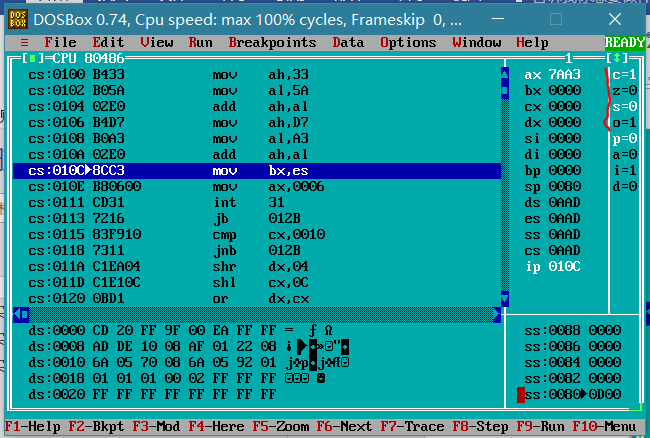 DOSBox 0.74, Cpu speed: max 100% cycles, Frameskip 0, ...
≡ File Edit View Run Breakpoints Data Options Window Help READY
[■]=CPU 80486 1 [↕]
cs:0100 B433 mov ah,33 ax 7AA3 c=1
cs:0102 B05A mov al,5A bx 0000 z=0
cs:0104 02E0 add ah,al cx 0000 s=0
cs:0106 B4D7 mov ah,D7 dx 0000 o=1
cs:0108 B0A3 mov al,A3 si 0000 p=0
cs:010A 02E0 add ah,al di 0000 a=0
cs:010C►8CC3 mov bx,es bp 0000 i=1
cs:010E B80600 mov ax,0006 sp 0080 d=0
cs:0111 CD31 int 31 ds 0AAD
cs:0113 7216 jb 012B es 0AAD
cs:0115 83F910 cmp cx,0010 ss 0AAD
cs:0118 7311 jnb 012B cs 0AAD
cs:011A C1EA04 shr dx,04 ip 010C
cs:011D C1E10C shl cx,0C
cs:0120 0BD1 or dx,cx
ds:0000 CD 20 FF 9F 00 EA FF FF = ƒ Ω ss:0088 0000
ds:0008 AD DE 10 08 AF 01 22 08 ss:0086 0000
ds:0010 6A 05 70 08 6A 05 92 01 ss:0084 0000
ds:0018 01 01 01 00 02 FF FF FF ss:0082 0000
ds:0020 FF FF FF FF FF FF FF FF ss:0080►0D00
F1-Help F2-Bkpt F3-Mod F4-Here F5-Zoom F6-Next F7-Trace F8-Step F9-Run F10-Menu